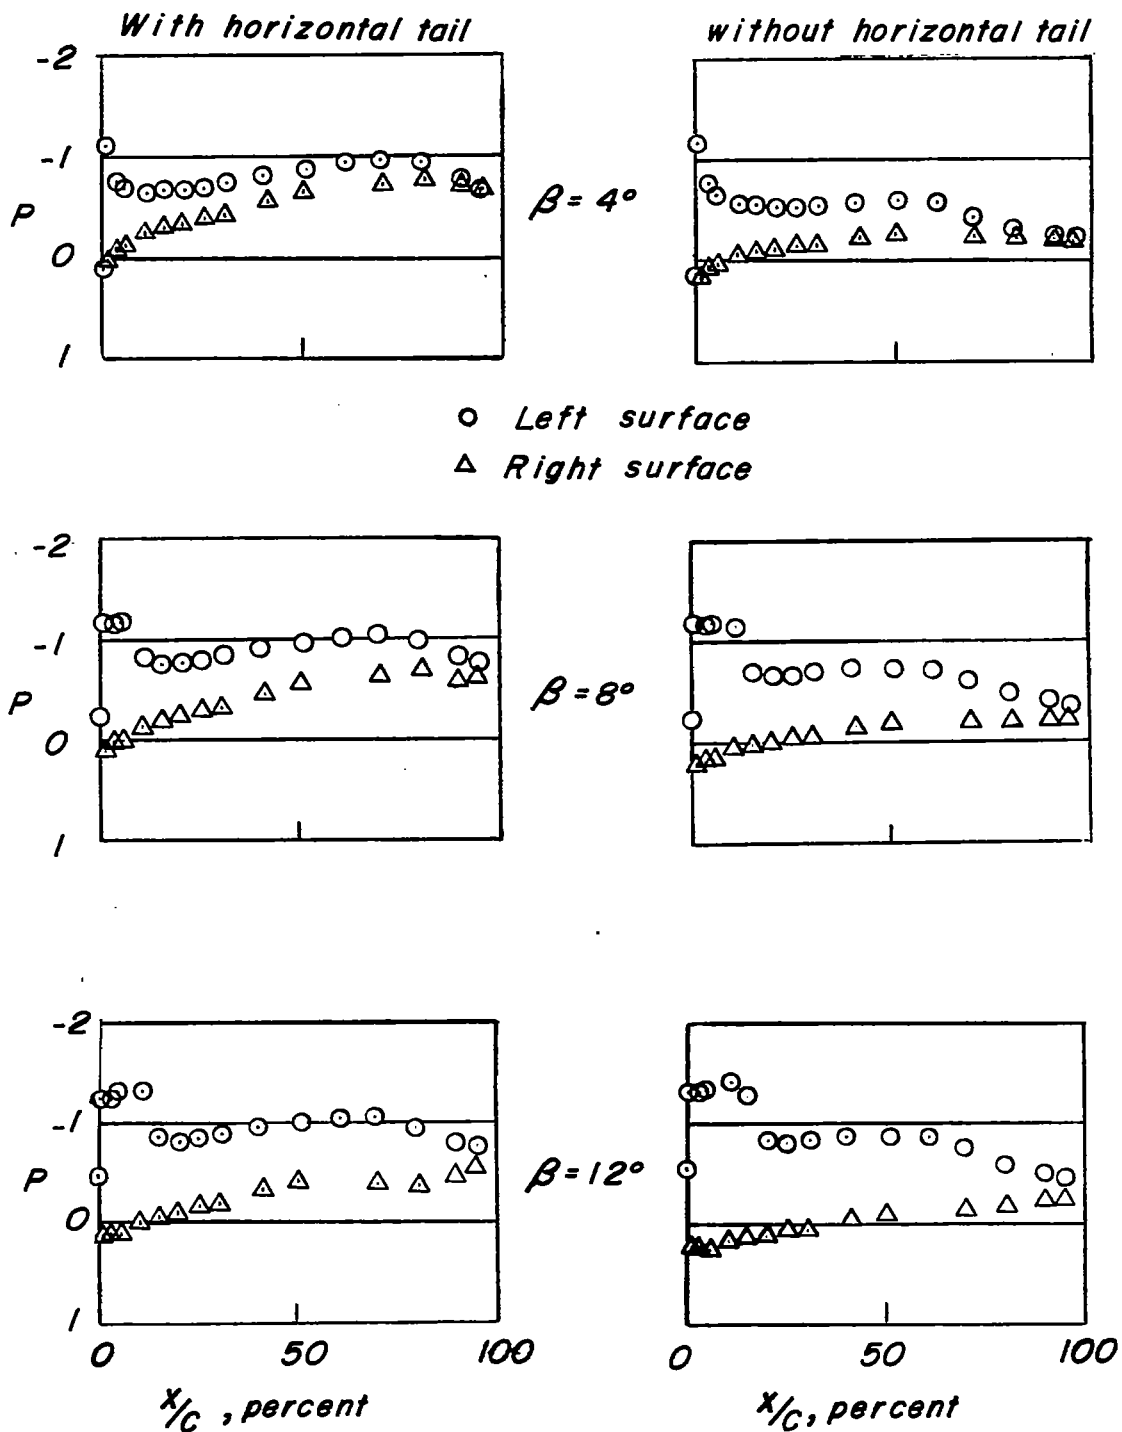 With horizontal tail
without horizontal tail
-2
-1
P
0
1
β = 4°
Left surface
Right surface
-2
-1
P
0
1
β = 8°
-2
-1
P
0
1
β = 12°
0 50 100
0 50 100
x/c, percent
x/c, percent